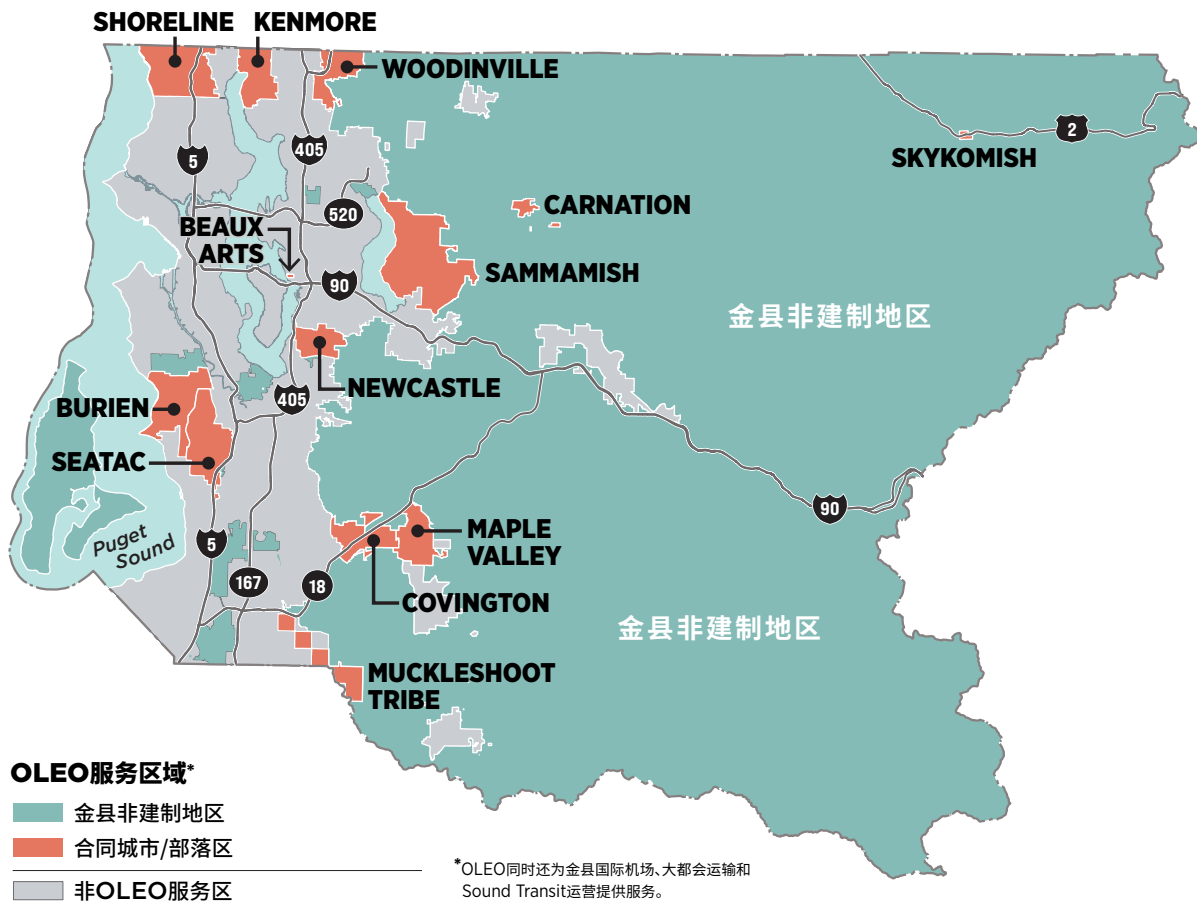 SHORELINE
KENMORE
WOODINVILLE
2
SKYKOMISH
5
405
CARNATION
520
BEAUX
ARTS
SAMMAMISH
90
金县非建制地区
NEWCASTLE
405
BURIEN
SEATAC
90
MAPLE
VALLEY
Puget
Sound
5
167
18
COVINGTON
金县非建制地区
MUCKLESHOOT
TRIBE
OLEO服务区域*
金县非建制地区
合同城市/部落区
非OLEO服务区
*OLEO同时还为金县国际机场、大都会运输和
Sound Transit运营提供服务。